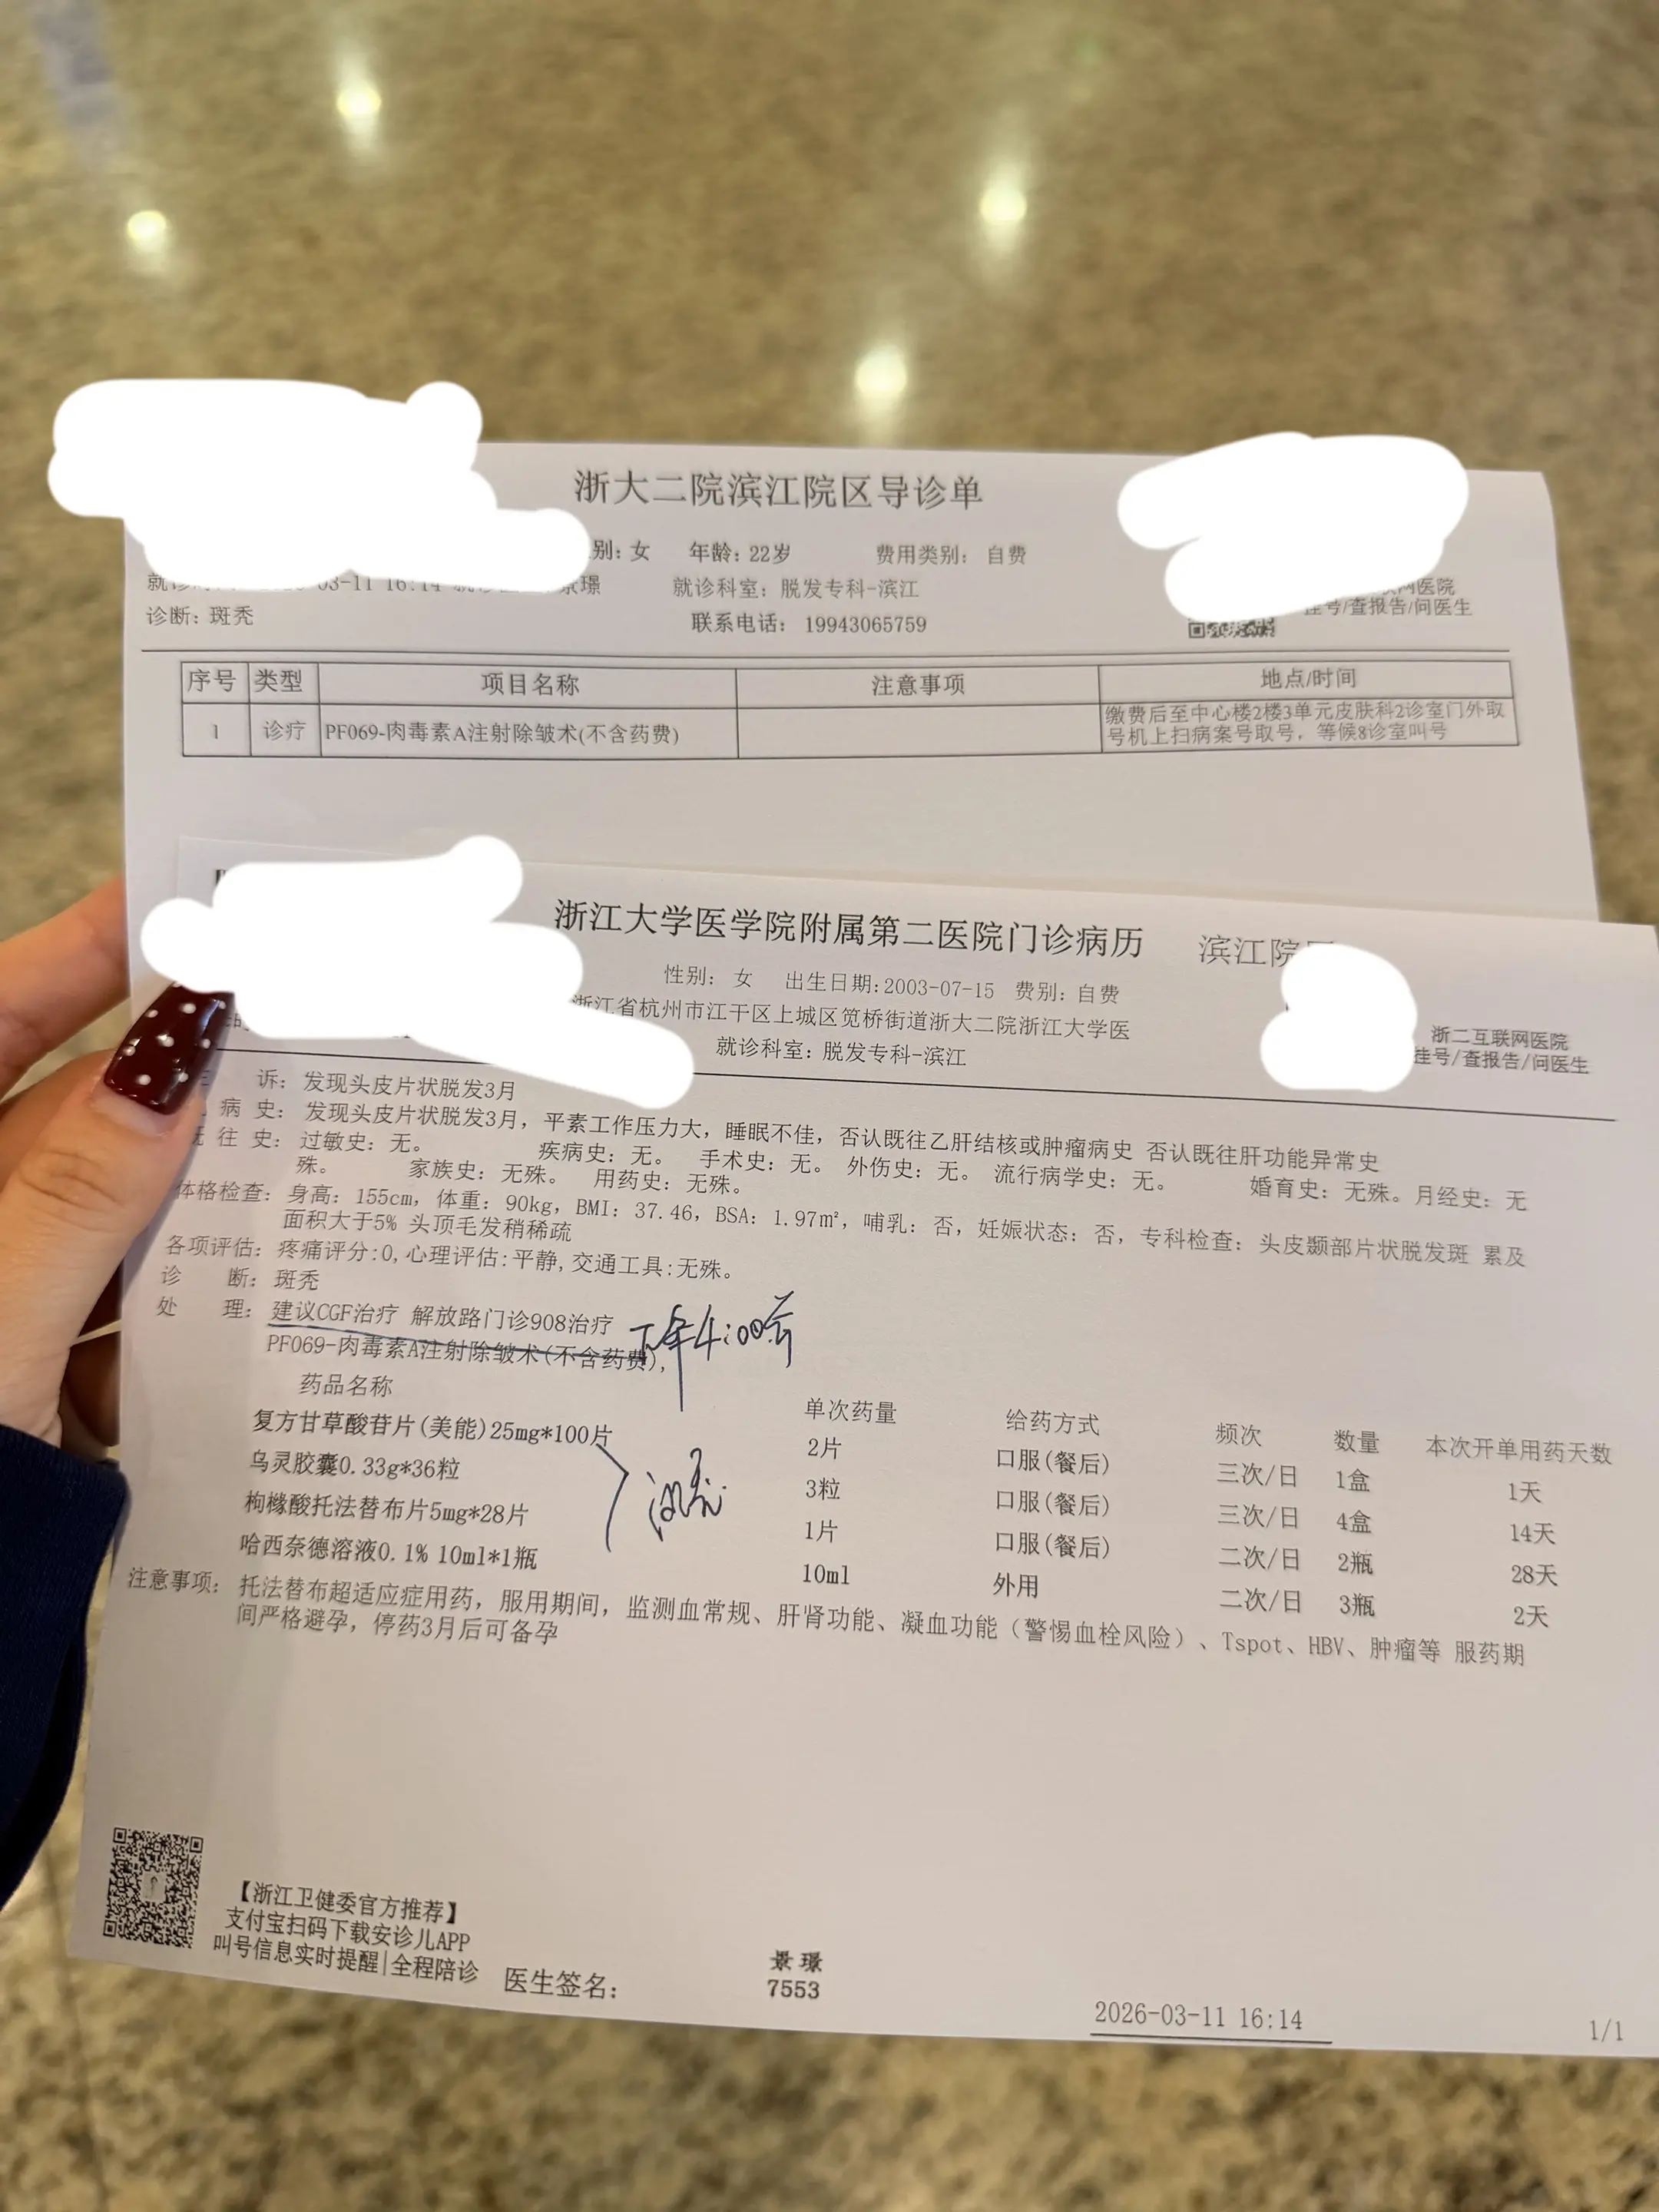 浙大二院滨江院区导诊单
别: 女 年龄: 22岁 费用类别: 自费
03-11 16:14 景璟 就诊科室: 脱发专科-滨江
诊断: 斑秃 联系电话: 19943065759
网医院
挂号/查报告/问医生
序号 类型 项目名称 注意事项 地点/时间
1 诊疗 PF069-肉毒素A注射除皱术(不含药费) 缴费后至中心楼2楼3单元皮肤科2诊室门外取
号机上扫病案号取号, 等候8诊室叫号
浙江大学医学院附属第二医院门诊病历 滨江院
性别: 女 出生日期:2003-07-15 费别: 自费
浙江省杭州市江干区上城区笕桥街道浙大二院浙江大学医
就诊科室: 脱发专科-滨江
浙二互联网医院
挂号/查报告/问医生
诉: 发现头皮片状脱发3月
病 史: 发现头皮片状脱发3月, 平素工作压力大, 睡眠不佳, 否认既往乙肝结核或肿瘤病史 否认既往肝功能异常史
既 往 史: 过敏史: 无。 疾病史: 无。 手术史: 无。 外伤史: 无。 流行病学史: 无。 婚育史: 无殊。月经史: 无
殊。 家族史: 无殊。 用药史: 无殊。
体格检查: 身高: 155cm, 体重: 90kg, BMI: 37.46, BSA: 1.97㎡, 哺乳: 否, 妊娠状态: 否, 专科检查: 头皮颞部片状脱发斑 累及
面积大于5% 头顶毛发稍稀疏
各项评估: 疼痛评分:0, 心理评估:平静, 交通工具:无殊。
诊 断: 斑秃
处 理: 建议CGF治疗 解放路门诊908治疗
下午4:00
PF069-肉毒素A注射除皱术(不含药费),
药品名称 单次药量 给药方式 频次 数量 本次开单用药天数
复方甘草酸苷片(美能)25mg*100片 2片 口服(餐后) 三次/日 1盒 1天
乌灵胶囊0.33g*36粒 3粒 口服(餐后) 三次/日 4盒 14天
枸橼酸托法替布片5mg*28片 1片 口服(餐后) 二次/日 2瓶 28天
哈西奈德溶液0.1% 10ml*1瓶 10ml 外用 二次/日 3瓶 2天
注意事项: 托法替布超适应症用药, 服用期间, 监测血常规、肝肾功能、凝血功能(警惕血栓风险)、Tspot、HBV、肿瘤等 服药期
间严格避孕, 停药3月后可备孕
【浙江卫健委官方推荐】
支付宝扫码下载安诊儿APP
叫号信息实时提醒|全程陪诊
医生签名: 景璟
7553
2026-03-11 16:14
1/1